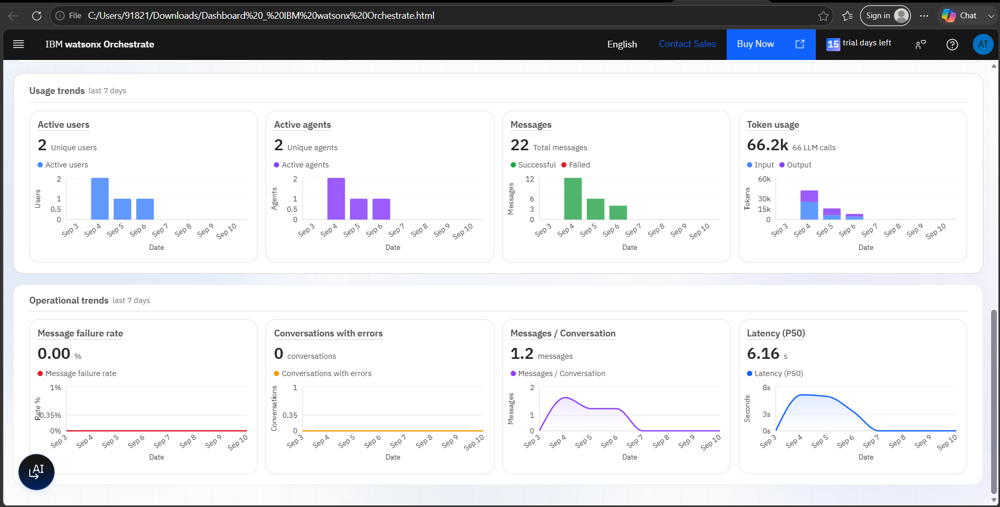 File C:/Users/91821/Downloads/Dashboard%20_%20IBM%20watsonx%20Orchestrate.html
Sign in
Chat
IBM watsonx Orchestrate
English
Contact Sales
Buy Now
15 trial days left
AT
Usage trends last 7 days
Active users
2 Unique users
Active users
Users
2
1
0.5
0
Sep 3 Sep 4 Sep 5 Sep 6 Sep 7 Sep 8 Sep 9 Sep 10
Date
Active agents
2 Unique agents
Active agents
Agents
2
1
0.5
0
Sep 3 Sep 4 Sep 5 Sep 6 Sep 7 Sep 8 Sep 9 Sep 10
Date
Messages
22 Total messages
Successful Failed
Messages
12
6
3
0
Sep 3 Sep 4 Sep 5 Sep 6 Sep 7 Sep 8 Sep 9 Sep 10
Date
Token usage
66.2k 66 LLM calls
Input Output
Tokens
60k
30k
15k
0
Sep 3 Sep 4 Sep 5 Sep 6 Sep 7 Sep 8 Sep 9 Sep 10
Date
Operational trends last 7 days
Message failure rate
0.00 %
Message failure rate
Rate %
1%
0.35%
0%
Sep 3 Sep 4 Sep 5 Sep 6 Sep 7 Sep 8 Sep 9 Sep 10
Date
Conversations with errors
0 conversations
Conversations with errors
Conversations
1
0.35
0
Sep 3 Sep 4 Sep 5 Sep 6 Sep 7 Sep 8 Sep 9 Sep 10
Date
Messages / Conversation
1.2 messages
Messages / Conversation
Messages
2
1
0
Sep 3 Sep 4 Sep 5 Sep 6 Sep 7 Sep 8 Sep 9 Sep 10
Date
Latency (P50)
6.16 s
Latency (P50)
Seconds
8s
3s
0s
Sep 3 Sep 4 Sep 5 Sep 6 Sep 7 Sep 8 Sep 9 Sep 10
Date
AI